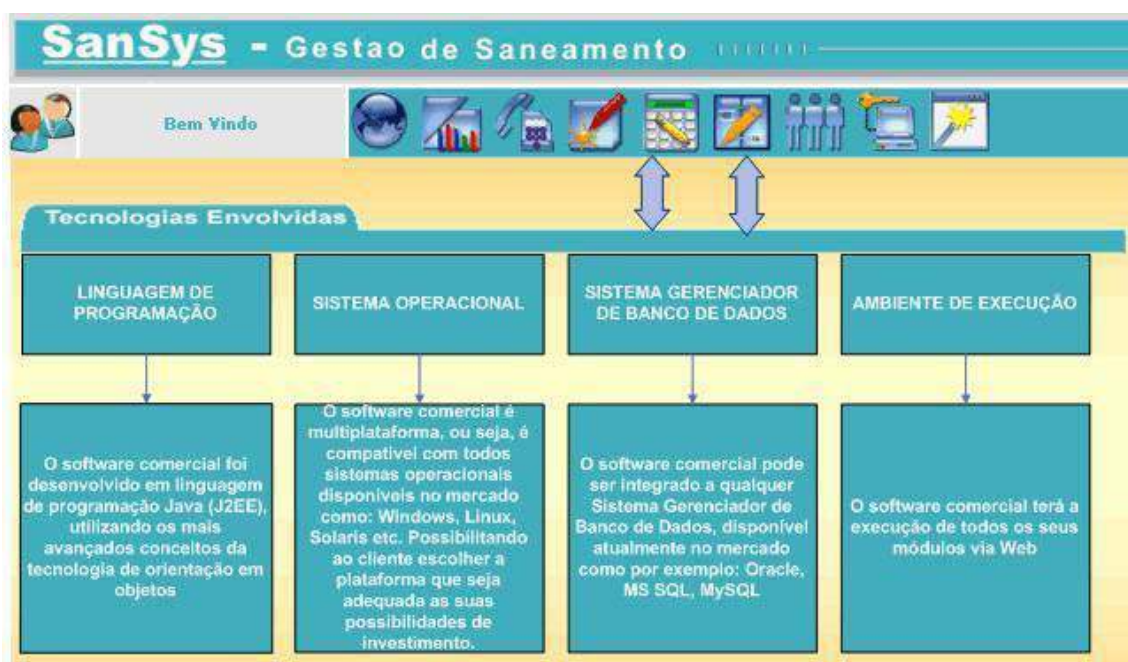 SanSys - Gestao de Saneamento
Bem Vindo
Tecnologias Envolvidas
LINGUAGEM DE
PROGRAMAÇÃO
SISTEMA OPERACIONAL
SISTEMA GERENCIADOR
DE BANCO DE DADOS
AMBIENTE DE EXECUÇÃO
O software comercial foi
desenvolvido em linguagem
de programação Java (J2EE),
utilizando os mais
avançados conceitos da
tecnologia de orientação em
objetos
O software comercial é
multiplataforma, ou seja, é
compativel com todos
sistemas operacionais
disponíveis no mercado
como: Windows, Linux,
Solaris etc. Possibilitando
ao cliente escolher a
plataforma que seja
adequada as suas
possibilidades de
investimento.
O software comercial pode
ser integrado a qualquer
Sistema Gerenciador de
Banco de Dados, disponível
atualmente no mercado
como por exemplo: Oracle,
MS SQL, MySQL
O software comercial terá a
execução de todos os seus
módulos via Web